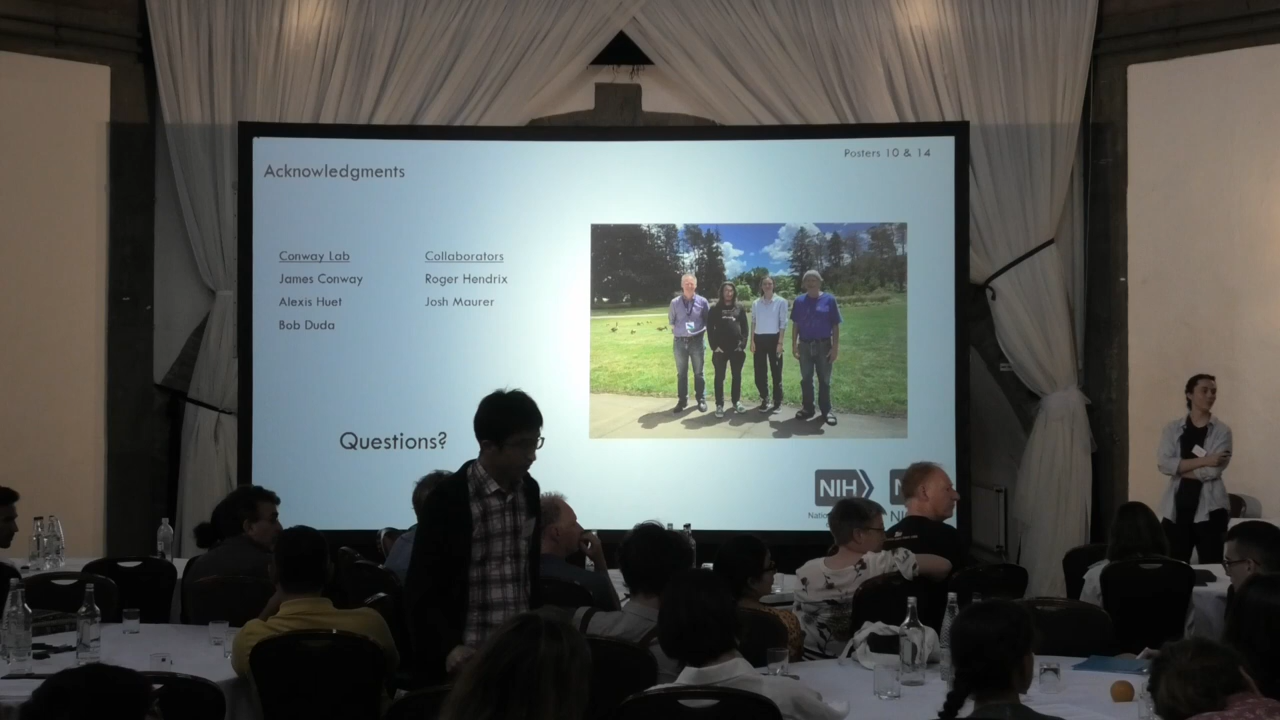 Posters 10 & 14
Acknowledgments
Conway Lab
James Conway
Alexis Huet
Bob Duda
Collaborators
Roger Hendrix
Josh Maurer
Questions?
NIH